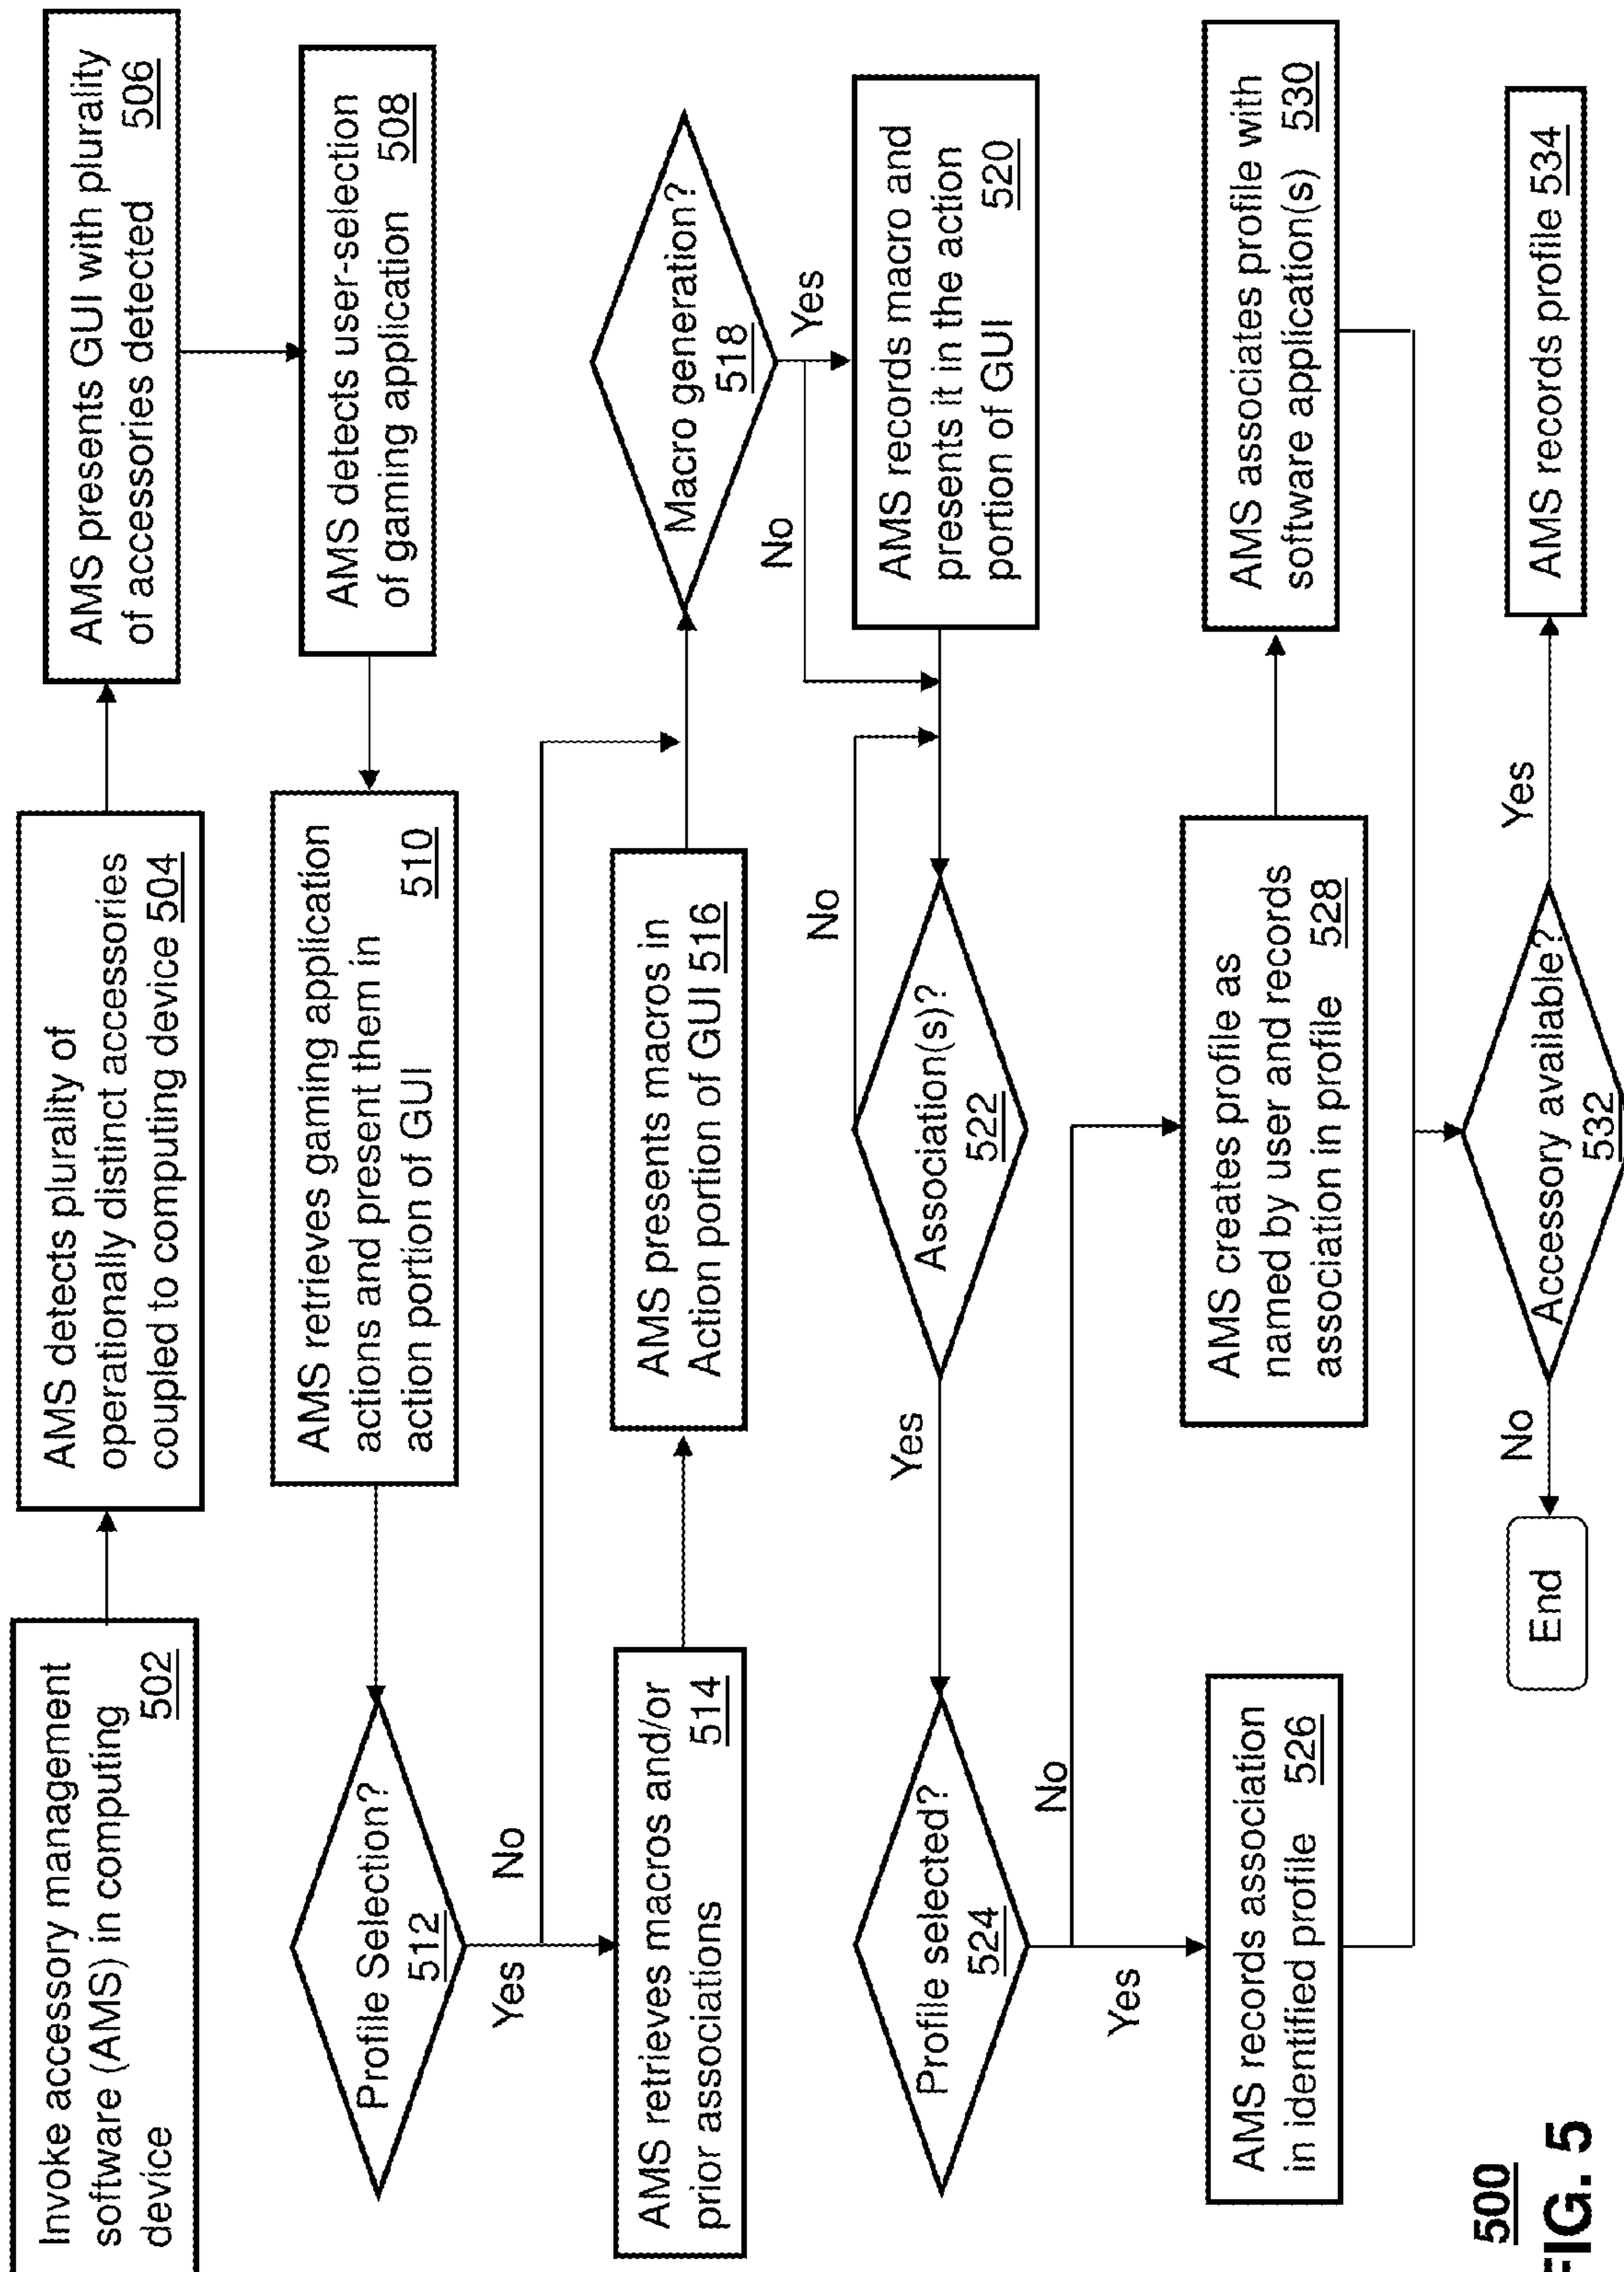 Invoke accessory management
software (AMS) in computing
device 502
AMS detects plurality of
operationally distinct accessories
coupled to computing device 504
AMS presents GUI with plurality
of accessories detected 506
AMS detects user-selection
of gaming application 508
AMS retrieves gaming application
actions and present them in
action portion of GUI 510
Profile Selection?
512
No
Yes
AMS retrieves macros and/or
prior associations 514
AMS presents macros in
Action portion of GUI 516
Macro generation?
518
No
Yes
AMS records macro and
presents it in the action
portion of GUI 520
Association(s)?
522
No
Yes
Profile selected?
524
No
Yes
AMS records association
in identified profile 526
AMS creates profile as
named by user and records
association in profile 528
AMS associates profile with
software application(s) 530
Accessory available?
532
No
Yes
End
AMS records profile 534
500
FIG. 5